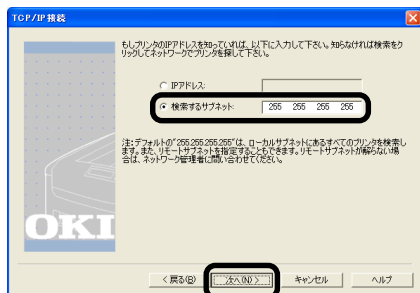 TCP/IP 接続
もしプリンタのIPアドレスを知っていれば、以下に入力して下さい。知らなければ検索をク
リックしてネットワークでプリンタを探して下さい。
IPアドレス:
検索するサブネット: 255 255 255 255
注:デフォルトの"255.255.255.255"は、ローカルサブネットにあるすべてのプリンタを検索し
ます。また、リモートサブネットを指定することもできます。リモートサブネットが解らない場
合は、ネットワーク管理者に問い合わせてください。
OKI
< 戻る(B) 次へ(N) > キャンセル ヘルプ